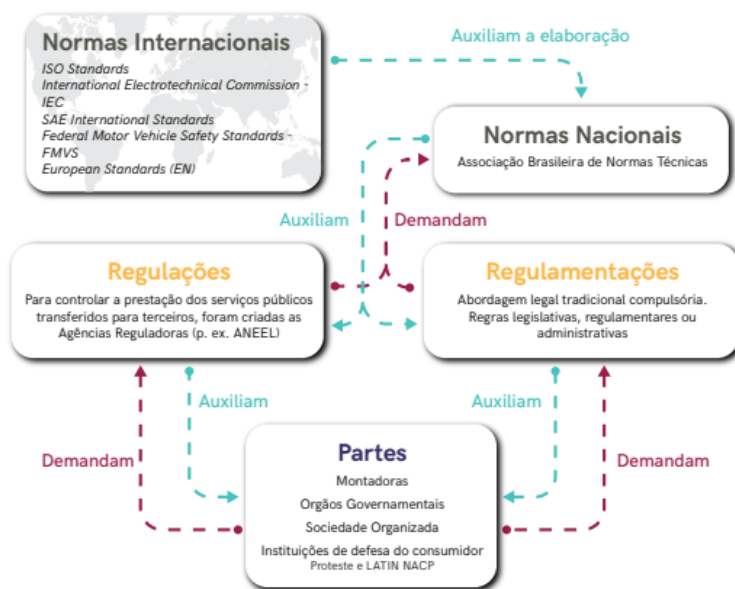 Normas Internacionais
ISO Standards
International Electrotechnical Commission -
IEC
SAE International Standards
Federal Motor Vehicle Safety Standards -
FMVS
European Standards (EN)
Auxiliam a elaboração
Normas Nacionais
Associação Brasileira de Normas Técnicas
Auxiliam
Demandam
Regulações
Para controlar a prestação dos serviços públicos
transferidos para terceiros, foram criadas as
Agências Reguladoras (p. ex. ANEEL)
Regulamentações
Abordagem legal tradicional compulsória.
Regras legislativas, regulamentares ou
administrativas
Auxiliam
Auxiliam
Demandam
Demandam
Partes
Montadoras
Orgãos Governamentais
Sociedade Organizada
Instituições de defesa do consumidor
Proteste e LATIN NACP